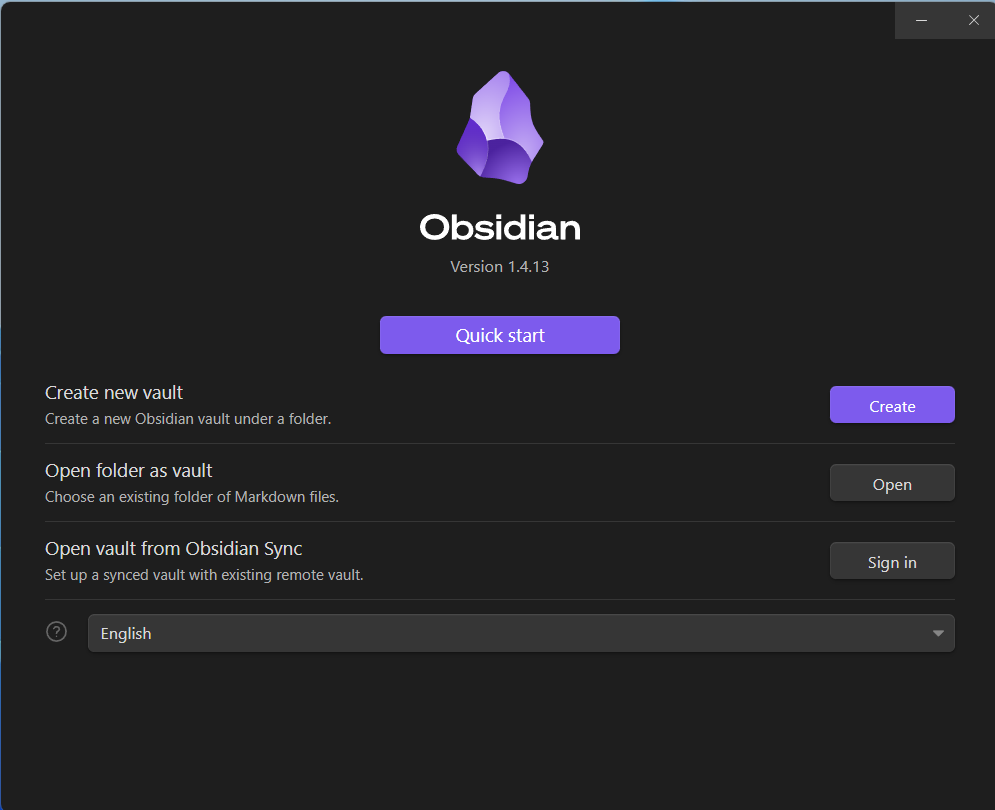 Obsidian
Version 1.4.13
Quick start
Create new vault
Create a new Obsidian vault under a folder.
Create
Open folder as vault
Choose an existing folder of Markdown files.
Open
Open vault from Obsidian Sync
Set up a synced vault with existing remote vault.
Sign in
?
English